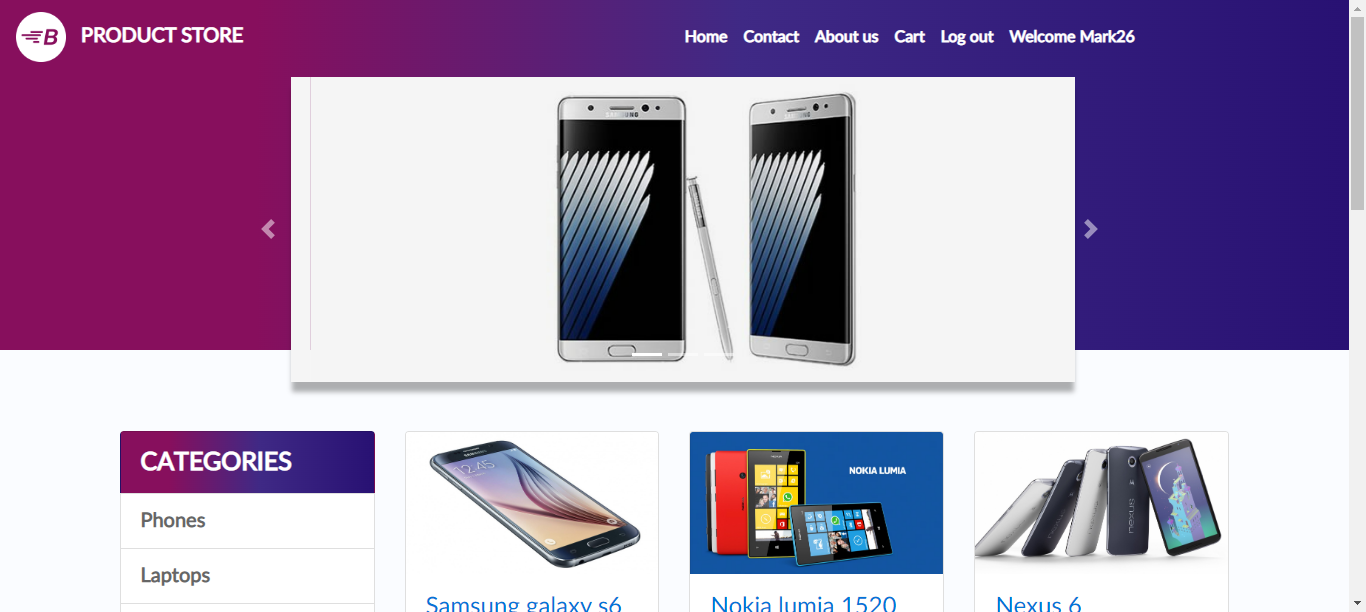 B
PRODUCT STORE
Home Contact About us Cart Log out Welcome Mark26
SAMSUNG
SAMSUNG
CATEGORIES
Phones
Laptops
12:45
Samsung galaxy s6
NOKIA LUMIA
Nokia lumia 1520
nexus
Nexus 6